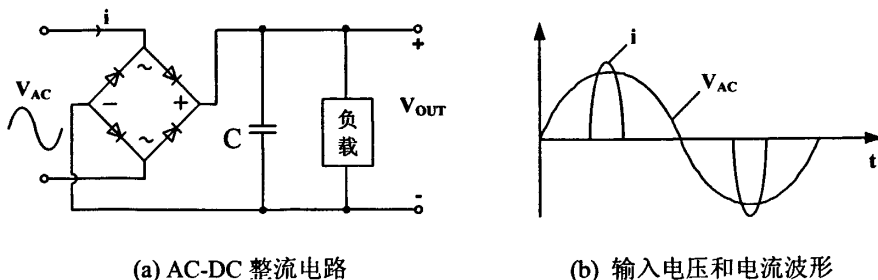 i
V_AC
~
~
−
+
C
负载
+
V_OUT
-
(a) AC-DC 整流电路
i
V_AC
t
(b) 输入电压和电流波形